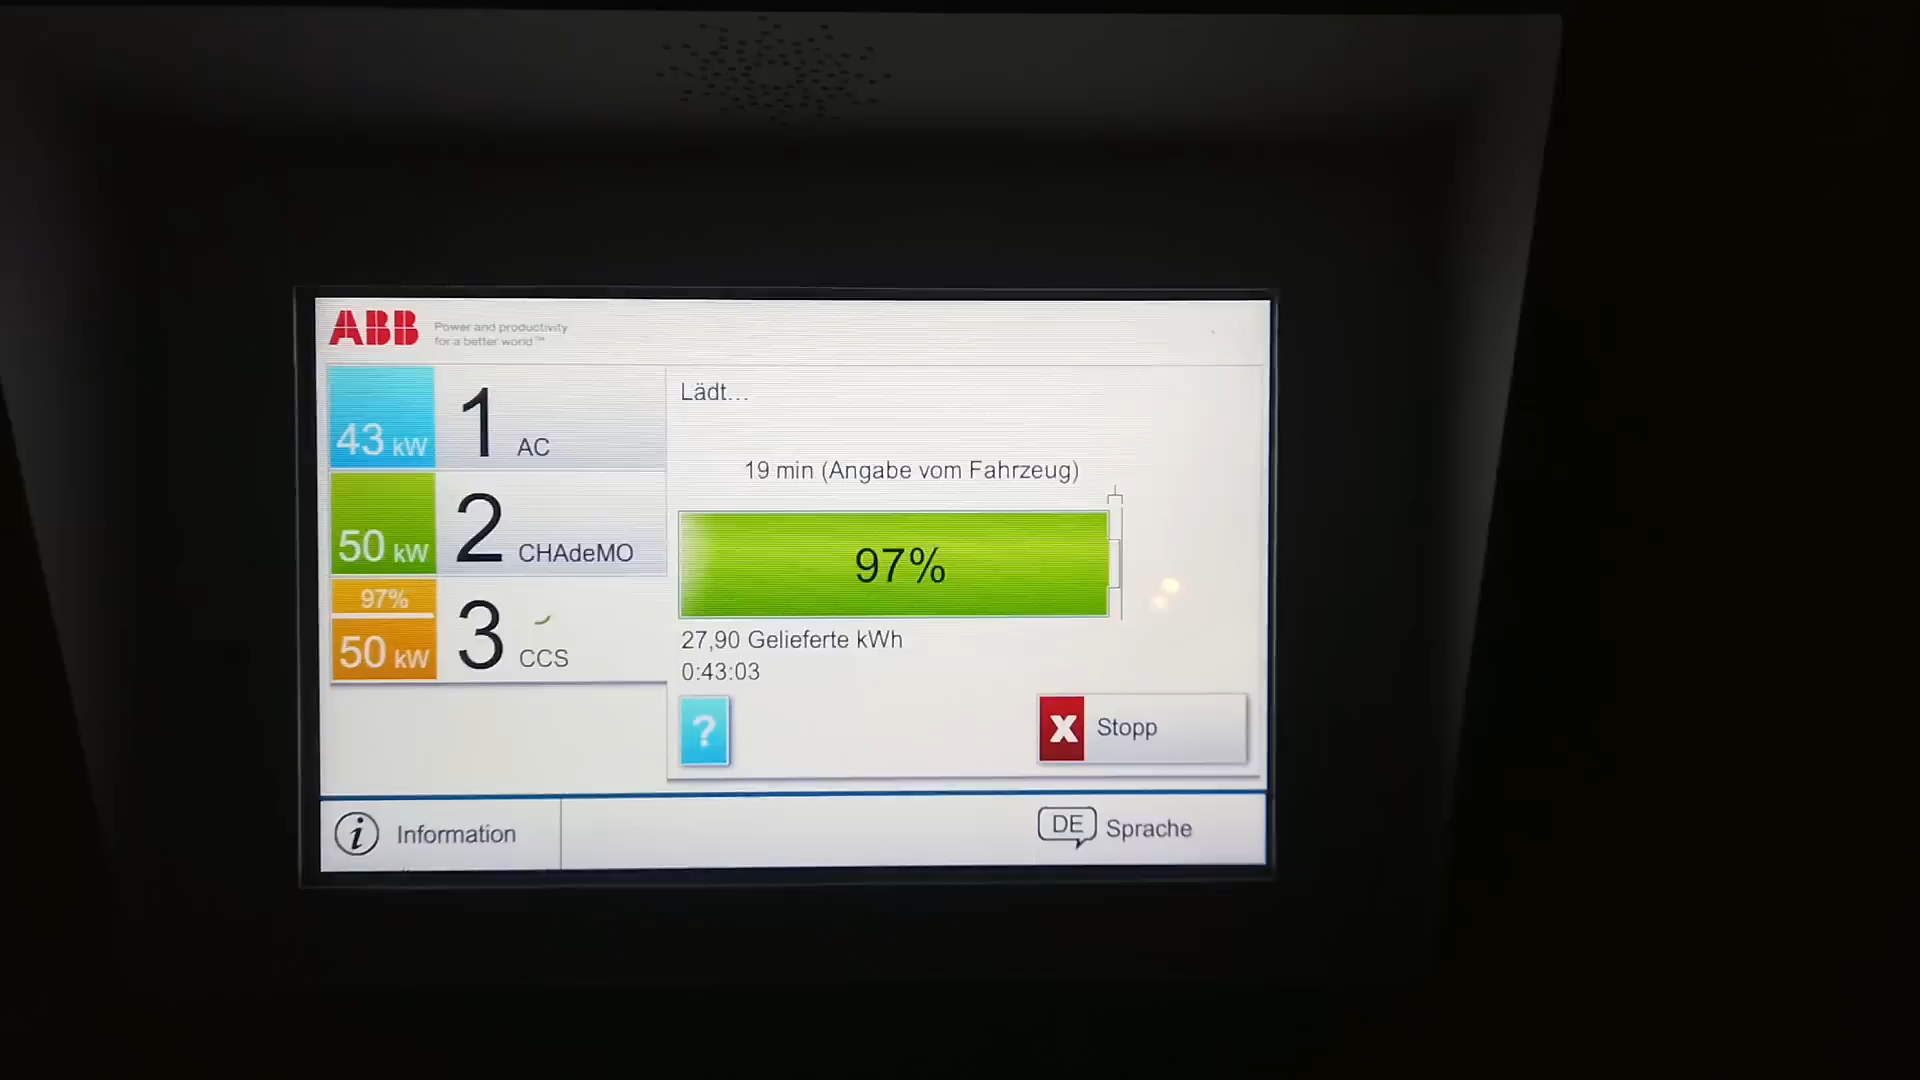 ABB
Power and productivity
for a better world™
43 kW
1 AC
50 kW
2 CHAdeMO
97%
50 kW
3 CCS
Lädt...
19 min (Angabe vom Fahrzeug)
97%
27,90 Gelieferte kWh
0:43:03
?
X Stopp
i Information
DE Sprache